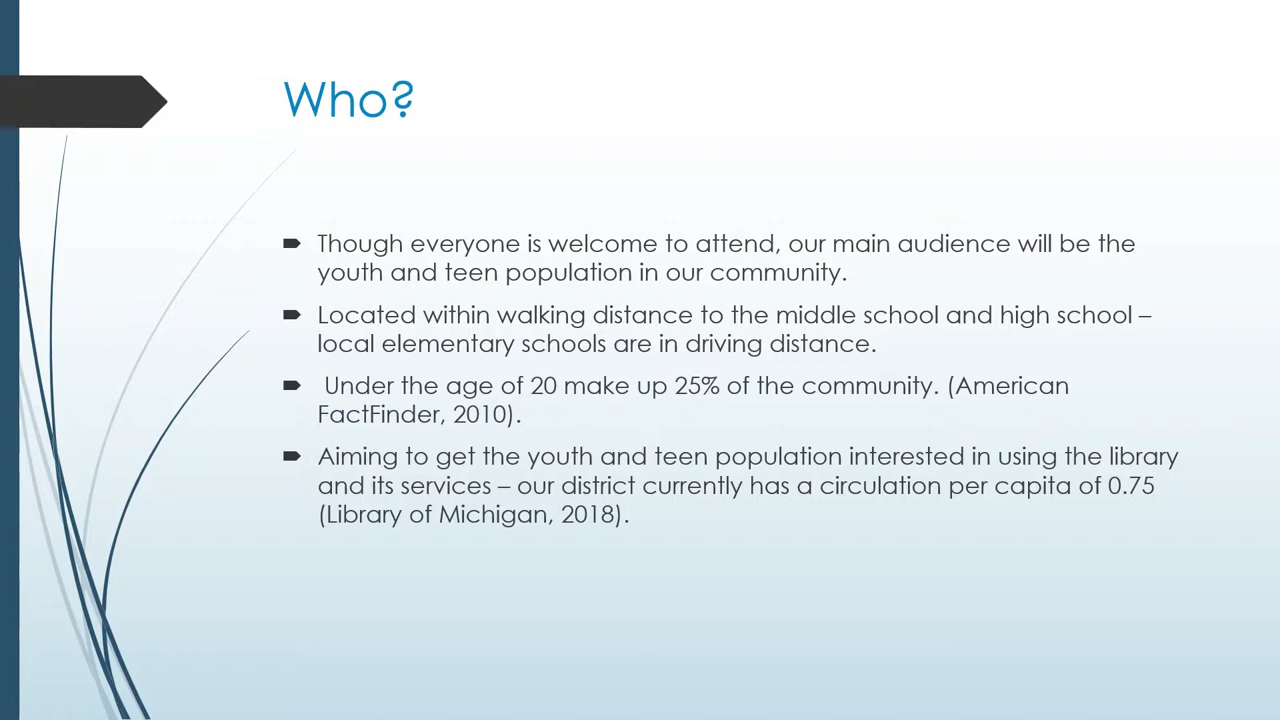 Who?
Though everyone is welcome to attend, our main audience will be the
youth and teen population in our community.
Located within walking distance to the middle school and high school –
local elementary schools are in driving distance.
Under the age of 20 make up 25% of the community. (American
FactFinder, 2010).
Aiming to get the youth and teen population interested in using the library
and its services – our district currently has a circulation per capita of 0.75
(Library of Michigan, 2018).